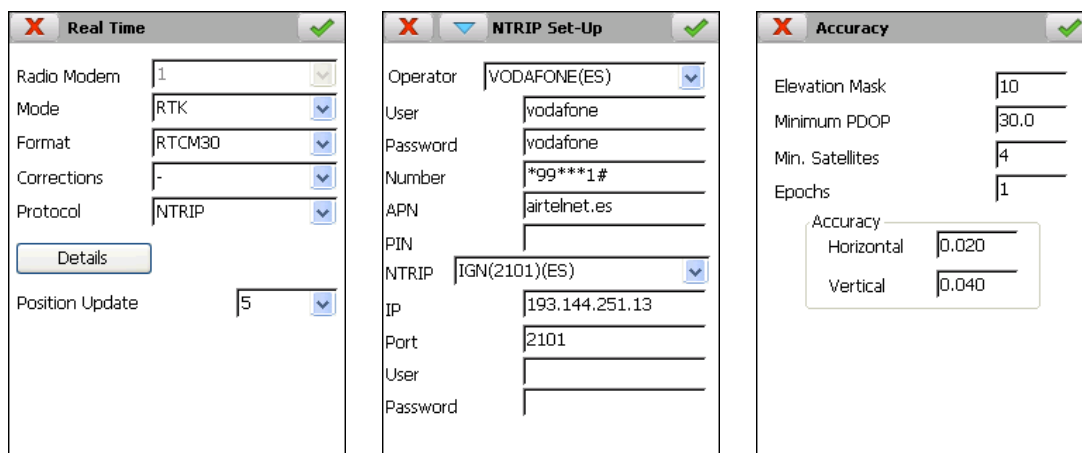 Real Time
Radio Modem 1
Mode RTK
Format RTCM30
Corrections -
Protocol NTRIP
Details
Position Update 5
NTRIP Set-Up
Operator VODAFONE(ES)
User vodafone
Password vodafone
Number *99***1#
APN airtelnet.es
PIN
NTRIP IGN(2101)(ES)
IP 193.144.251.13
Port 2101
User
Password
Accuracy
Elevation Mask 10
Minimum PDOP 30.0
Min. Satellites 4
Epochs 1
Accuracy
Horizontal 0.020
Vertical 0.040